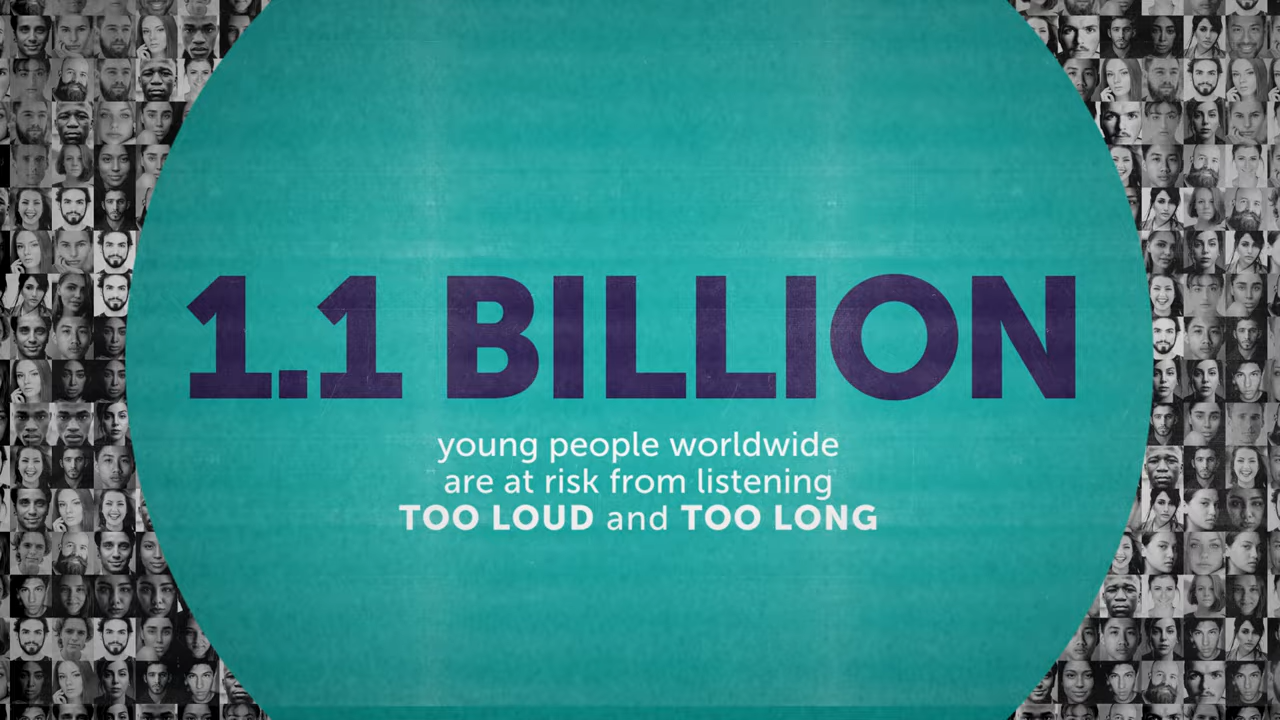 1.1 BILLION
young people worldwide
are at risk from listening
TOO LOUD and TOO LONG